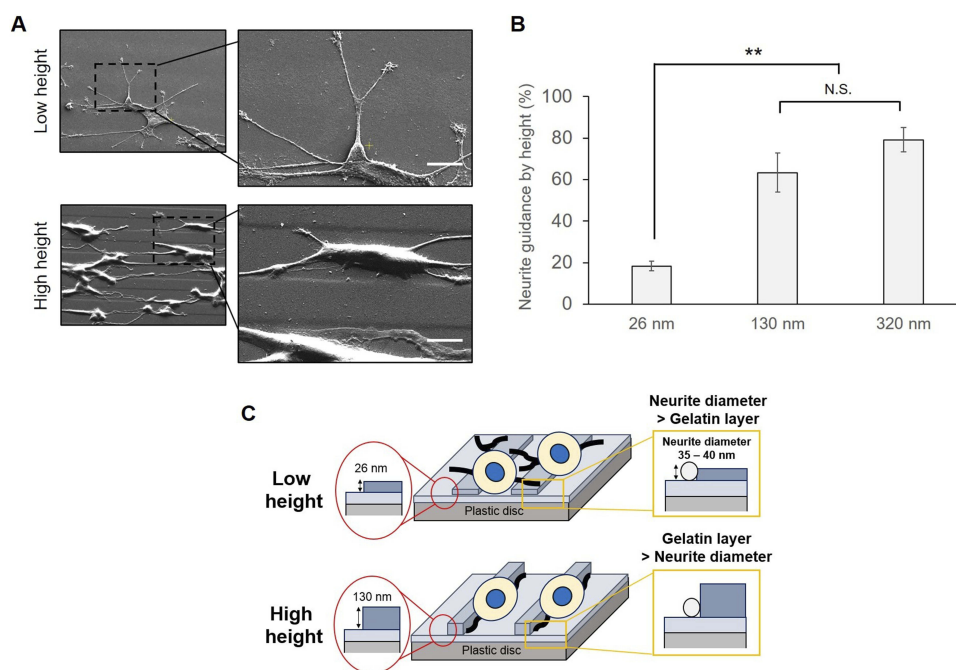 A
Low height
High height
B
**
N.S.
Neurite guidance by height (%)
100
80
60
40
20
0
26 nm
130 nm
320 nm
C
Low
height
26 nm
Plastic disc
Neurite diameter
> Gelatin layer
Neurite diameter
35 – 40 nm
High
height
130 nm
Plastic disc
Gelatin layer
> Neurite diameter